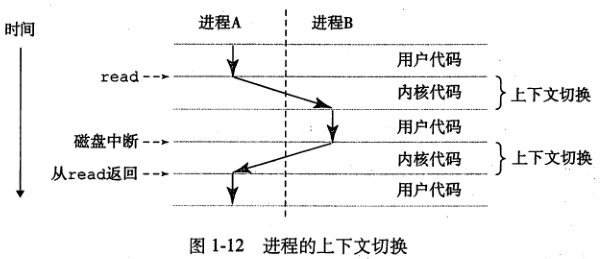 进程A 进程B
时间
用户代码
read
内核代码 上下文切换
用户代码
磁盘中断
内核代码 上下文切换
从read返回
用户代码
图 1-12 进程的上下文切换